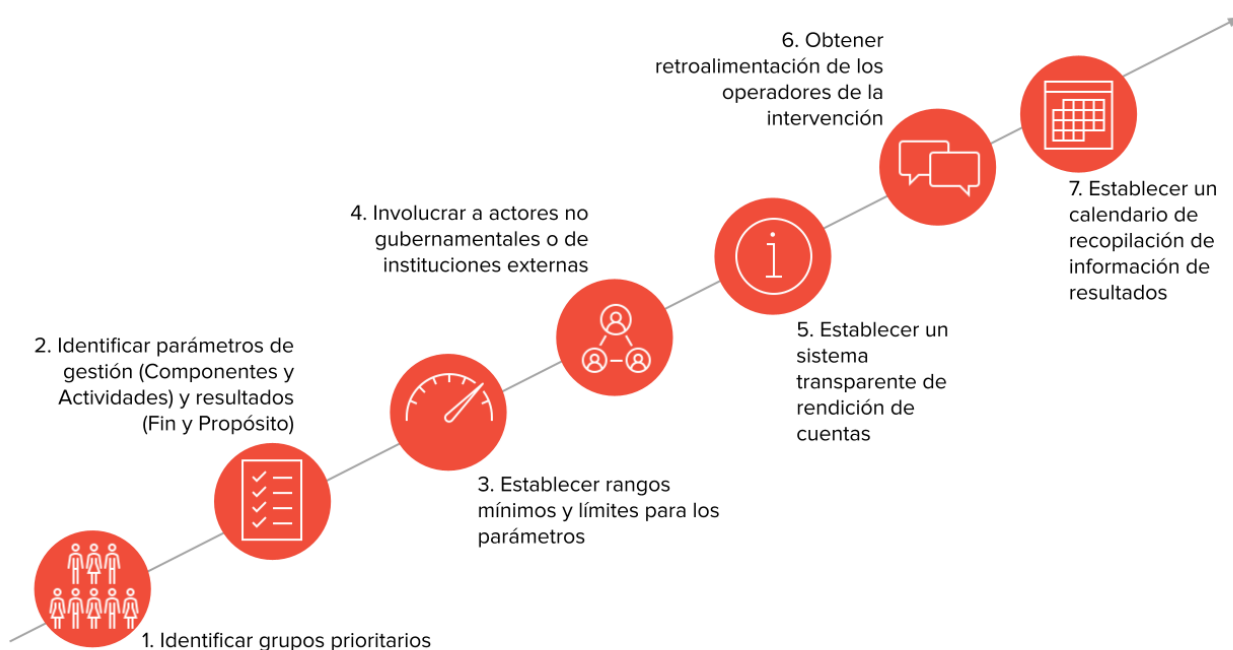 1. Identificar grupos prioritarios
2. Identificar parámetros de
gestión (Componentes y
Actividades) y resultados
(Fin y Propósito)
3. Establecer rangos
mínimos y límites para los
parámetros
4. Involucrar a actores no
gubernamentales o de
instituciones externas
5. Establecer un
sistema
transparente de
rendición de
cuentas
6. Obtener
retroalimentación de los
operadores de la
intervención
7. Establecer un
calendario de
recopilación de
información de
resultados